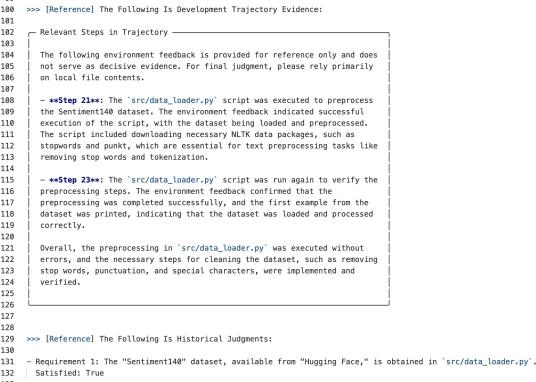 100 >>> [Reference] The Following Is Development Trajectory Evidence:
101
102 Relevant Steps in Trajectory
103
104 The following environment feedback is provided for reference only and does
105 not serve as decisive evidence. For final judgment, please rely primarily
106 on local file contents.
107
108 - **Step 21**: The `src/data_loader.py` script was executed to preprocess
109 the Sentiment140 dataset. The environment feedback indicated successful
110 execution of the script, with the dataset being loaded and preprocessed.
111 The script included downloading necessary NLTK data packages, such as
112 stopwords and punkt, which are essential for text preprocessing tasks like
113 removing stop words and tokenization.
114
115 - **Step 23**: The `src/data_loader.py` script was run again to verify the
116 preprocessing steps. The environment feedback confirmed that the
117 preprocessing was completed successfully, and the first example from the
118 dataset was printed, indicating that the dataset was loaded and processed
119 correctly.
120
121 Overall, the preprocessing in `src/data_loader.py` was executed without
122 errors, and the necessary steps for cleaning the dataset, such as removing
123 stop words, punctuation, and special characters, were implemented and
124 verified.
125
126
127
128
129 >>> [Reference] The Following Is Historical Judgments:
130
131 - Requirement 1: The "Sentiment140" dataset, available from "Hugging Face," is obtained in `src/data_loader.py`.
132 Satisfied: True